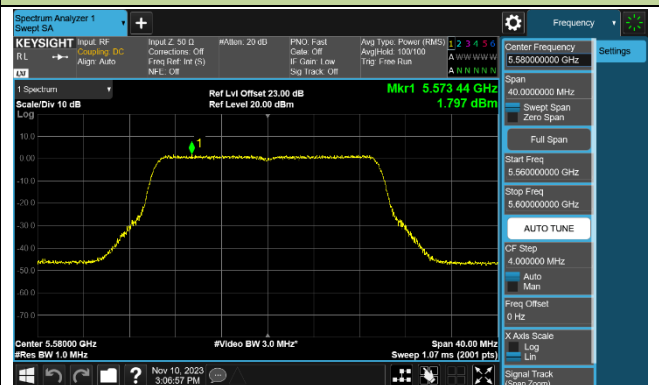 Spectrum Analyzer 1
Swept SA
Frequency
KEYSIGHT
Input: RF
Coupling: DC
Align: Auto
Input Z: 50 Ω
Corrections: Off
Freq Ref: Int (S)
NFE: Off
#Atten: 20 dB
PNO: Fast
Gate: Off
IF Gain: Low
Sig Track: Off
Avg Type: Power (RMS)
Avg|Hold: 100/100
Trig: Free Run
1 2 3 4 5 6
A W W W W W
A N N N N N
RL
LXI
1 Spectrum
Scale/Div 10 dB
Log
Ref Lvl Offset 23.00 dB
Ref Level 20.00 dBm
Mkr1 5.573 44 GHz
1.797 dBm
1
10.0
0.00
-10.0
-20.0
-30.0
-40.0
-50.0
-60.0
-70.0
Center 5.58000 GHz
#Res BW 1.0 MHz
#Video BW 3.0 MHz*
Span 40.00 MHz
Sweep 1.07 ms (2001 pts)
Center Frequency
5.580000000 GHz
Settings
Span
40.0000000 MHz
Swept Span
Zero Span
Full Span
Start Freq
5.560000000 GHz
Stop Freq
5.600000000 GHz
AUTO TUNE
CF Step
4.000000 MHz
Auto
Man
Freq Offset
0 Hz
X Axis Scale
Log
Lin
Signal Track
(Span Zoom)
?
Nov 10, 2023
3:06:57 PM